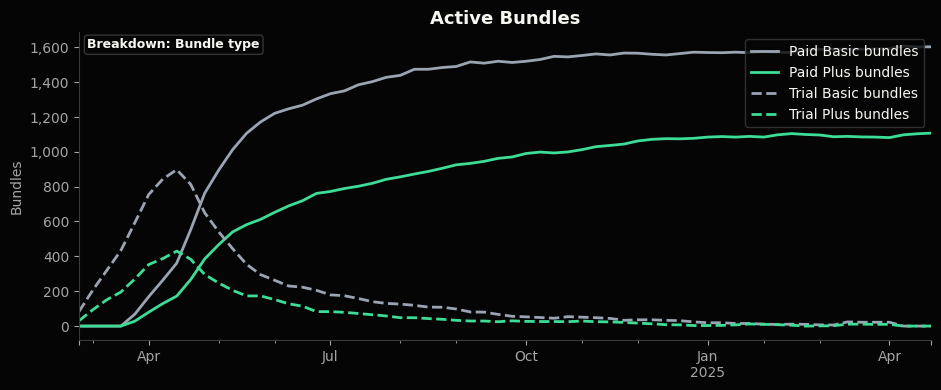 Active Bundles
Breakdown: Bundle type
Paid Basic bundles
Paid Plus bundles
Trial Basic bundles
Trial Plus bundles
Bundles
1,600
1,400
1,200
1,000
800
600
400
200
0
Apr
Jul
Oct
Jan
2025
Apr